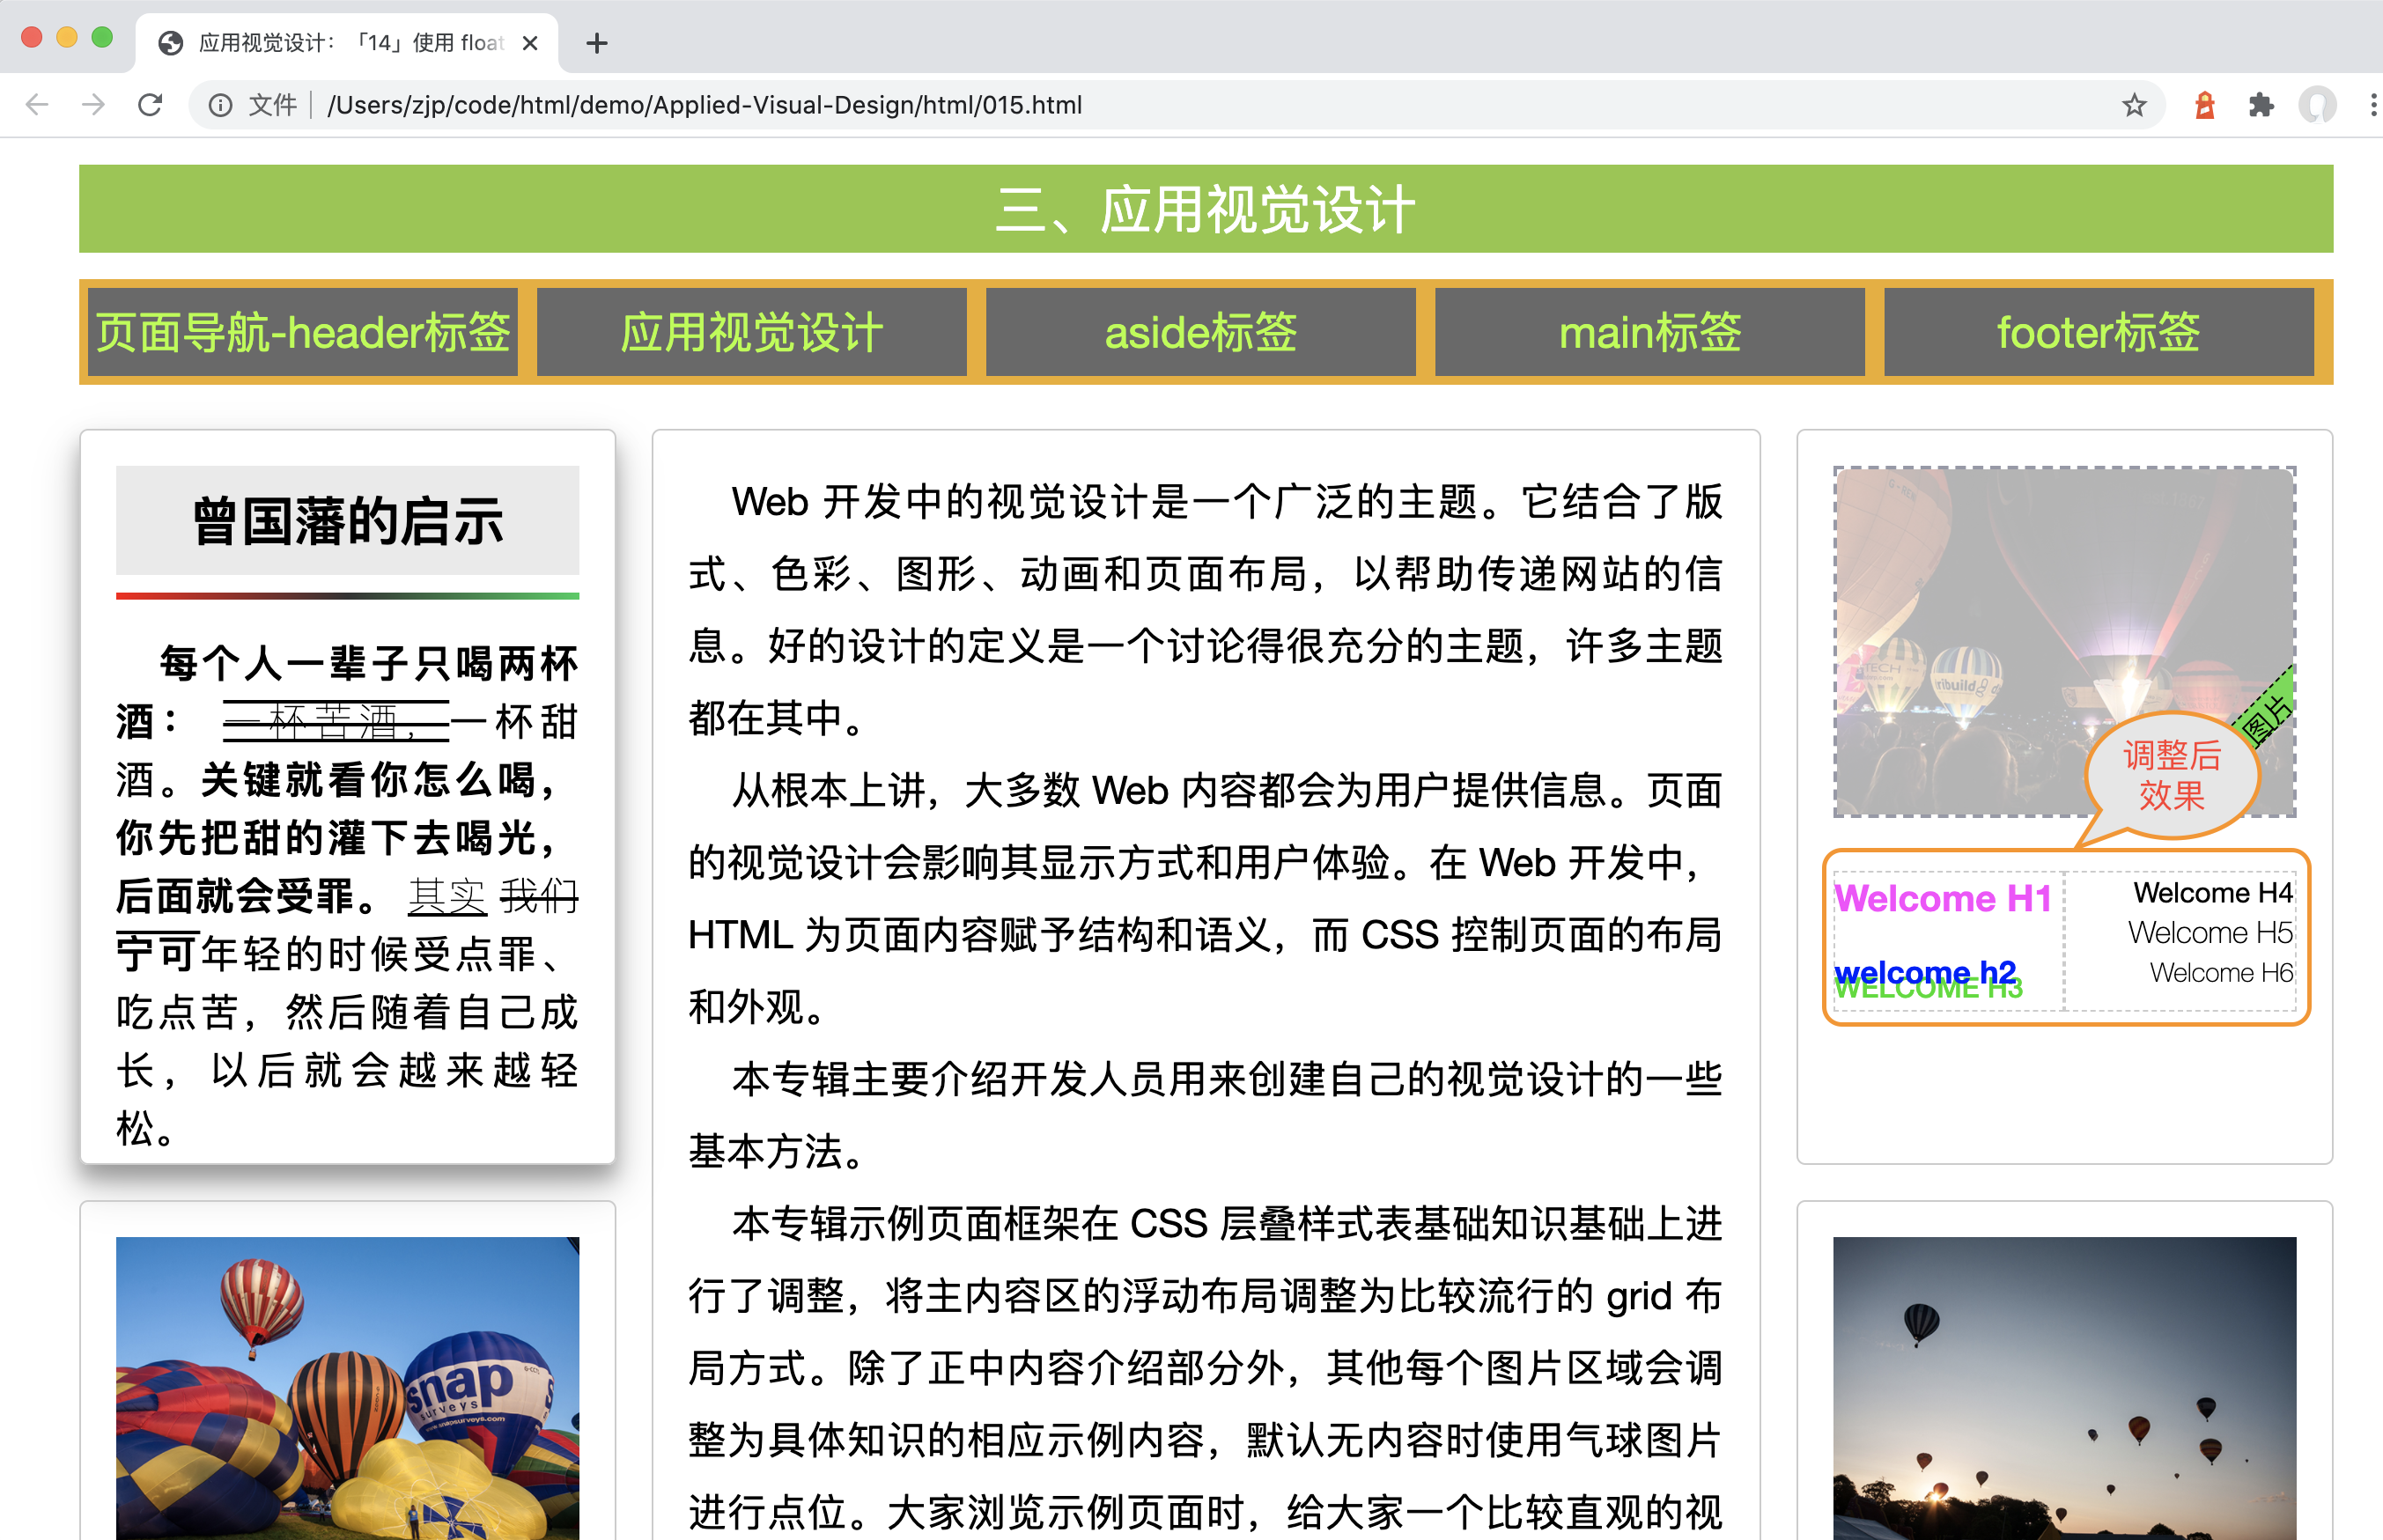 应用视觉设计：「14」使用 float
文件
/Users/zjp/code/html/demo/Applied-Visual-Design/html/015.html
三、应用视觉设计
页面导航-header标签
应用视觉设计
aside标签
main标签
footer标签
曾国藩的启示
每个人一辈子只喝两杯
酒： 一杯苦酒，一杯甜
酒。关键就看你怎么喝，
你先把甜的灌下去喝光，
后面就会受罪。 其实 我们
宁可年轻的时候受点罪、
吃点苦，然后随着自己成
长，以后就会越来越轻
松。
snap
surveys
www.snapsurveys.com
Web 开发中的视觉设计是一个广泛的主题。它结合了版
式、色彩、图形、动画和页面布局，以帮助传递网站的信
息。好的设计的定义是一个讨论得很充分的主题，许多主题
都在其中。
从根本上讲，大多数 Web 内容都会为用户提供信息。页面
的视觉设计会影响其显示方式和用户体验。在 Web 开发中，
HTML 为页面内容赋予结构和语义，而 CSS 控制页面的布局
和外观。
本专辑主要介绍开发人员用来创建自己的视觉设计的一些
基本方法。
本专辑示例页面框架在 CSS 层叠样式表基础知识基础上进
行了调整，将主内容区的浮动布局调整为比较流行的 grid 布
局方式。除了正中内容介绍部分外，其他每个图片区域会调
整为具体知识的相应示例内容，默认无内容时使用气球图片
进行点位。大家浏览示例页面时，给大家一个比较直观的视
TECH
ribuild
图片
调整后
效果
Welcome H1
welcome h2
WELCOME H3
Welcome H4
Welcome H5
Welcome H6